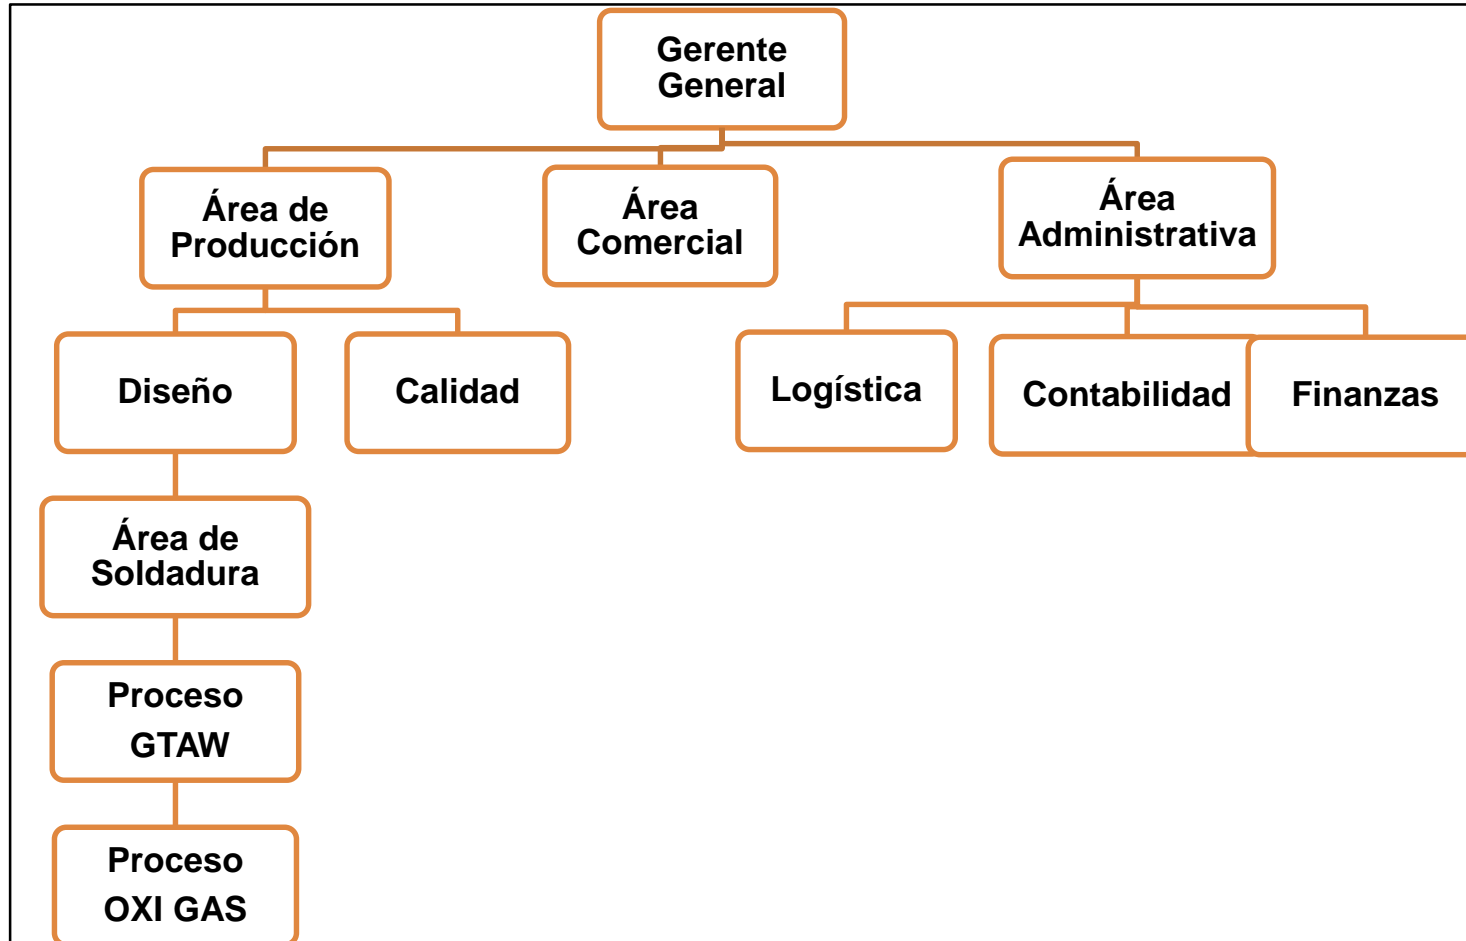 Gerente
General
Área de
Producción
Área
Comercial
Área
Administrativa
Diseño
Calidad
Logística
Contabilidad
Finanzas
Área de
Soldadura
Proceso
GTAW
Proceso
OXI GAS